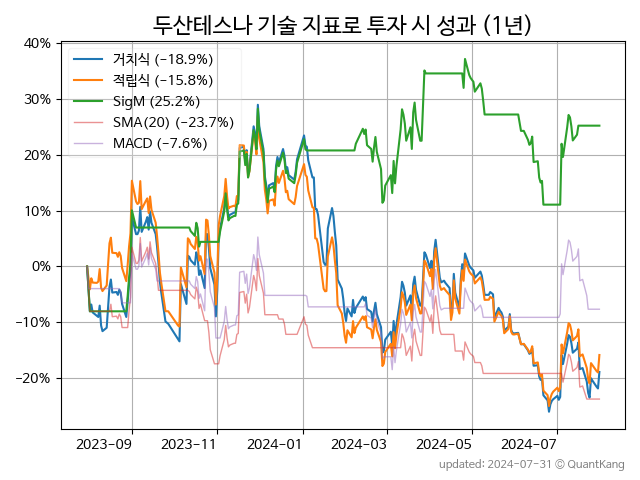 두산테스나 기술 지표로 투자 시 성과 (1년)
40%
30%
20%
10%
0%
−10%
−20%
거치식 (−18.9%)
적립식 (−15.8%)
SigM (25.2%)
SMA(20) (−23.7%)
MACD (−7.6%)
2023-09
2023-11
2024-01
2024-03
2024-05
2024-07
updated: 2024-07-31 © QuantKang